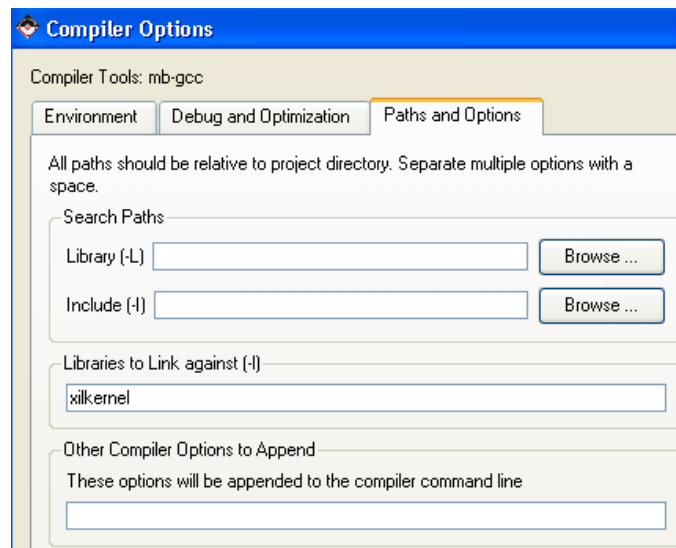 Compiler Options
Compiler Tools: mb-gcc
Environment
Debug and Optimization
Paths and Options
All paths should be relative to project directory. Separate multiple options with a
space.
Search Paths
Library (-L)
Browse ...
Include (-I)
Browse ...
Libraries to Link against (-l)
xilkernel
Other Compiler Options to Append
These options will be appended to the compiler command line